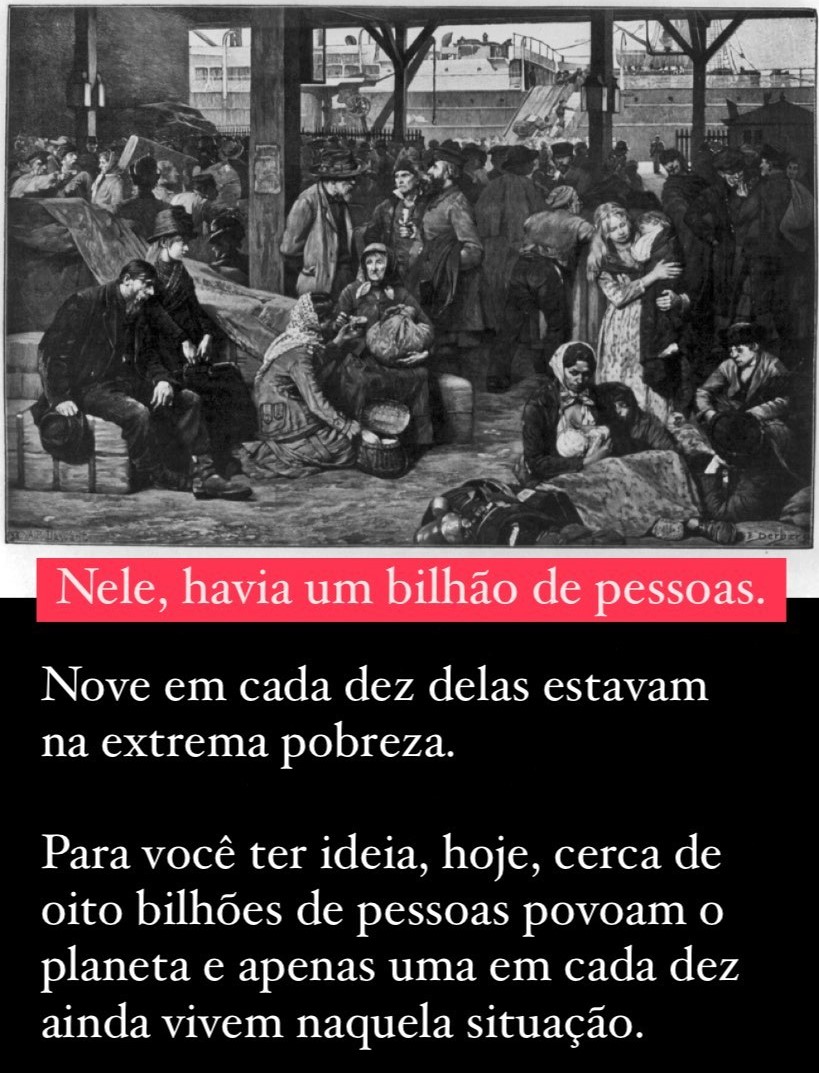 Nele, havia um bilhão de pessoas.
Nove em cada dez delas estavam
na extrema pobreza.
Para você ter ideia, hoje, cerca de
oito bilhões de pessoas povoam o
planeta e apenas uma em cada dez
ainda vivem naquela situação.